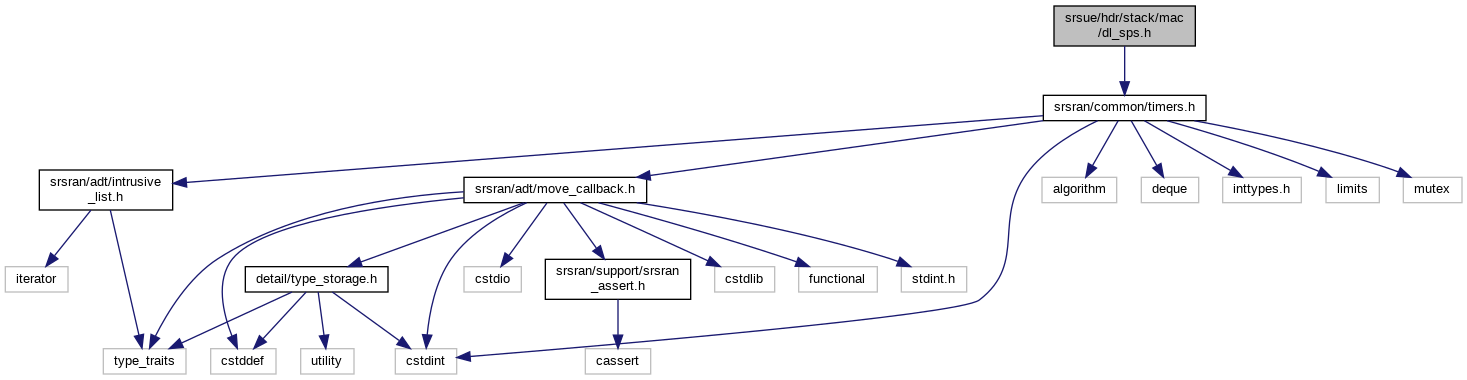 srsue/hdr/stack/mac
/dl_sps.h
srsran/common/timers.h
srsran/adt/intrusive
_list.h
srsran/adt/move_callback.h
algorithm
deque
inttypes.h
limits
mutex
iterator
detail/type_storage.h
cstdio
srsran/support/srsran
_assert.h
cstdlib
functional
stdint.h
type_traits
cstddef
utility
cstdint
cassert